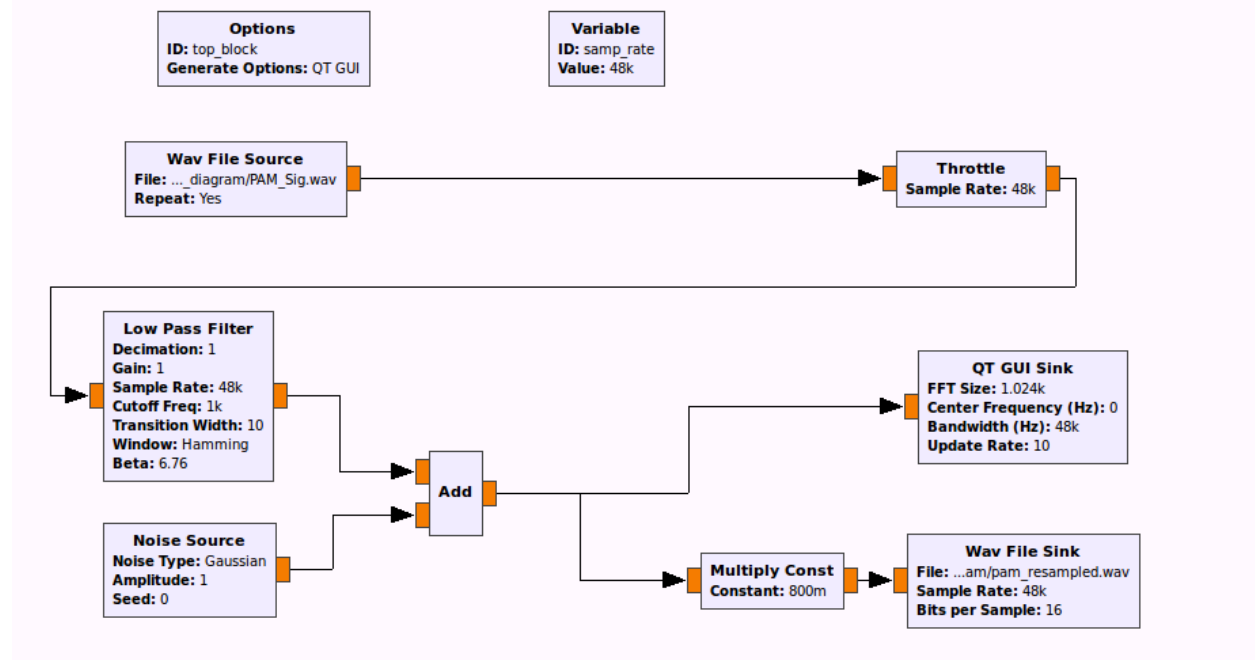 Options
ID: top_block
Generate Options: QT GUI
Variable
ID: samp_rate
Value: 48k
Wav File Source
File: ..._diagram/PAM_Sig.wav
Repeat: Yes
Throttle
Sample Rate: 48k
Low Pass Filter
Decimation: 1
Gain: 1
Sample Rate: 48k
Cutoff Freq: 1k
Transition Width: 10
Window: Hamming
Beta: 6.76
QT GUI Sink
FFT Size: 1.024k
Center Frequency (Hz): 0
Bandwidth (Hz): 48k
Update Rate: 10
Add
Noise Source
Noise Type: Gaussian
Amplitude: 1
Seed: 0
Multiply Const
Constant: 800m
Wav File Sink
File: ...am/pam_resampled.wav
Sample Rate: 48k
Bits per Sample: 16